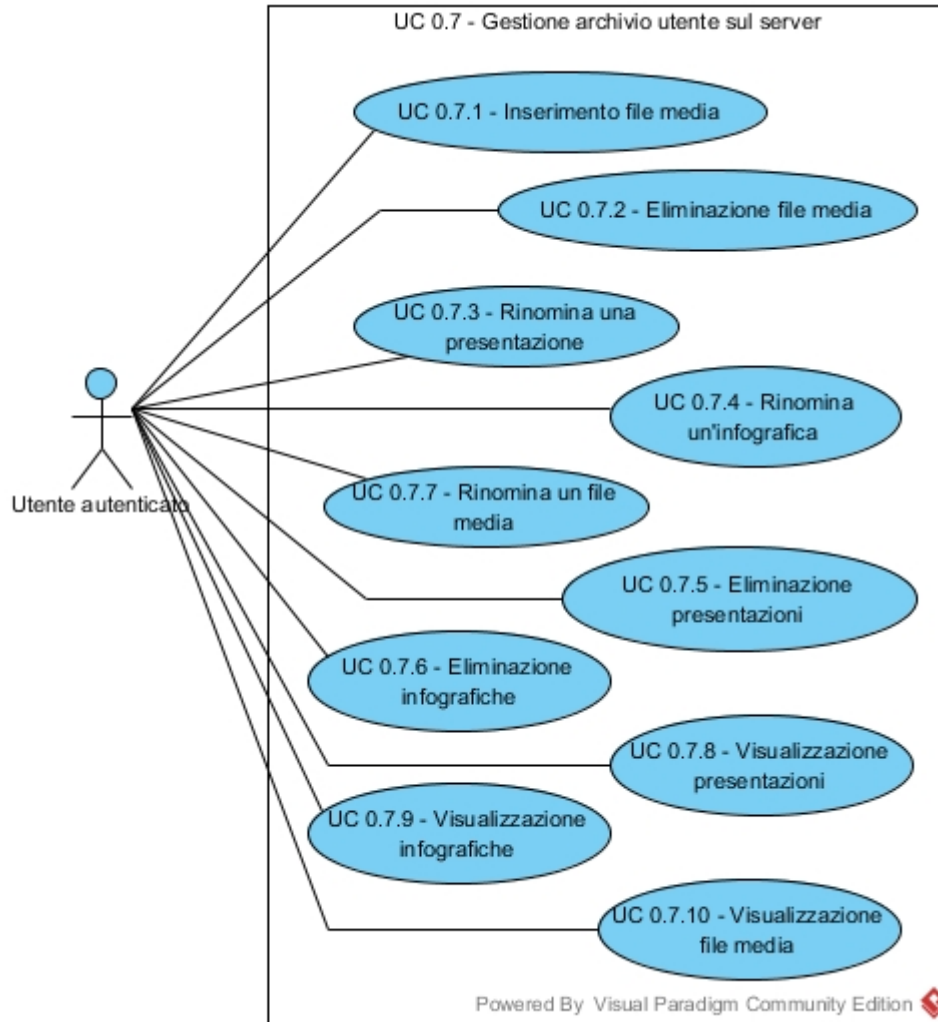 UC 0.7 - Gestione archivio utente sul server
UC 0.7.1 - Inserimento file media
UC 0.7.2 - Eliminazione file media
UC 0.7.3 - Rinomina una
presentazione
UC 0.7.4 - Rinomina
un'infografica
Utente autenticato
UC 0.7.7 - Rinomina un file
media
UC 0.7.5 - Eliminazione
presentazioni
UC 0.7.6 - Eliminazione
infografiche
UC 0.7.8 - Visualizzazione
presentazioni
UC 0.7.9 - Visualizzazione
infografiche
UC 0.7.10 - Visualizzazione
file media
Powered By Visual Paradigm Community Edition